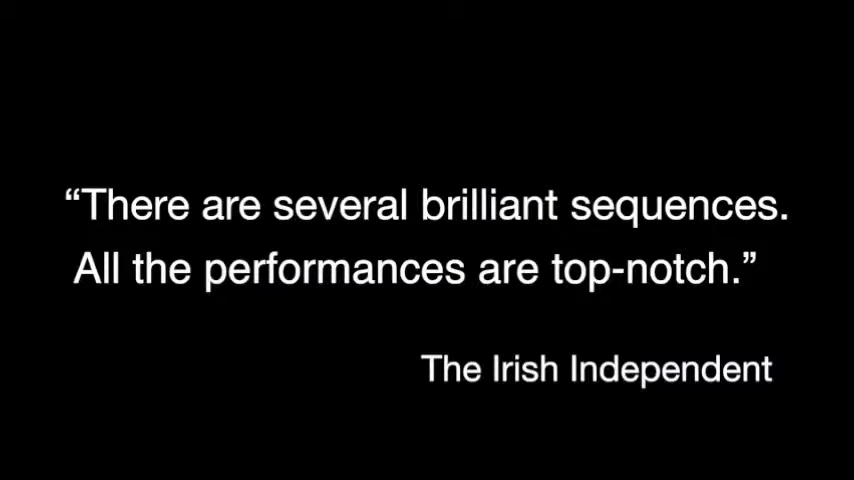 “There are several brilliant sequences.
All the performances are top-notch.”
The Irish Independent